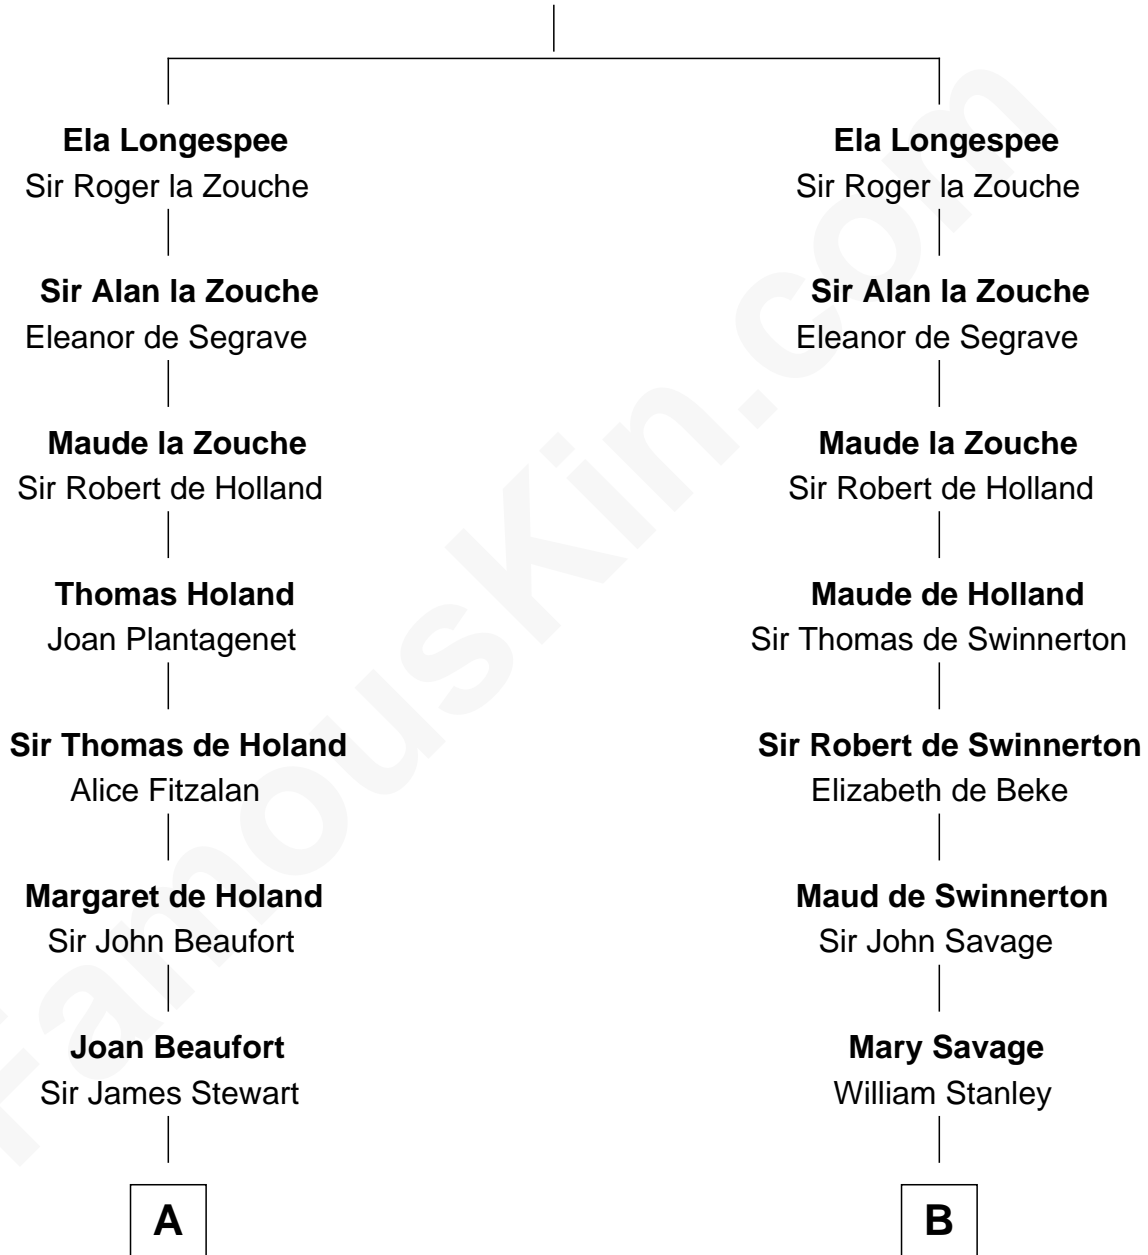 Ela Longespee
Sir Roger la Zouche
Sir Alan la Zouche
Eleanor de Segrave
Maude la Zouche
Sir Robert de Holland
Thomas Holand
Joan Plantagenet
Sir Thomas de Holand
Alice Fitzalan
Margaret de Holand
Sir John Beaufort
Joan Beaufort
Sir James Stewart
A
Ela Longespee
Sir Roger la Zouche
Sir Alan la Zouche
Eleanor de Segrave
Maude la Zouche
Sir Robert de Holland
Maude de Holland
Sir Thomas de Swinnerton
Sir Robert de Swinnerton
Elizabeth de Beke
Maud de Swinnerton
Sir John Savage
Mary Savage
William Stanley
B
FamousKin.com